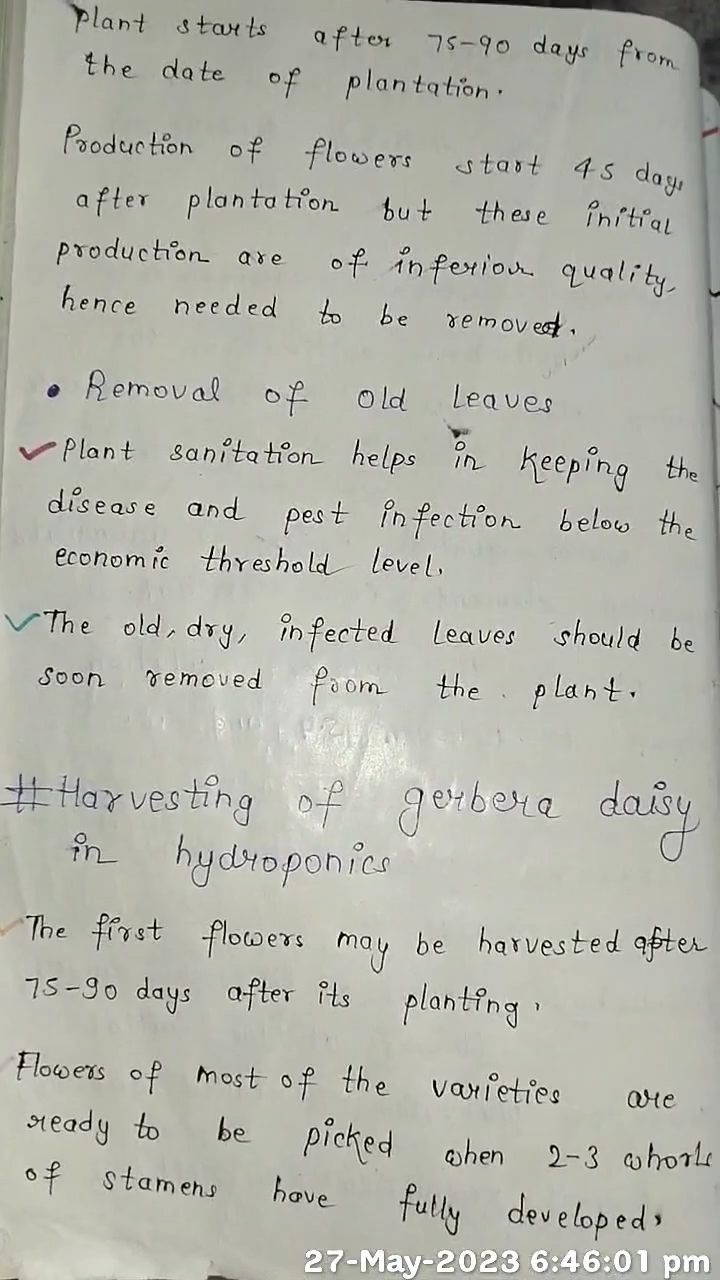 plant starts after 75-90 days from
the date of plantation.
Production of flowers start 45 days
after plantation but these initial
production are of inferiour quality,
hence needed to be removed.
• Removal of old leaves
✓ Plant sanitation helps in keeping the
disease and pest infection below the
economic threshold level.
✓ The old, dry, infected leaves should be
soon removed from the plant.
# Harvesting of gerbera daisy
in hydroponics
The first flowers may be harvested after
75-90 days after its planting.
Flowers of most of the varieties are
ready to be picked when 2-3 whorls
of stamens have fully developed.
27-May-2023 6:46:01 pm